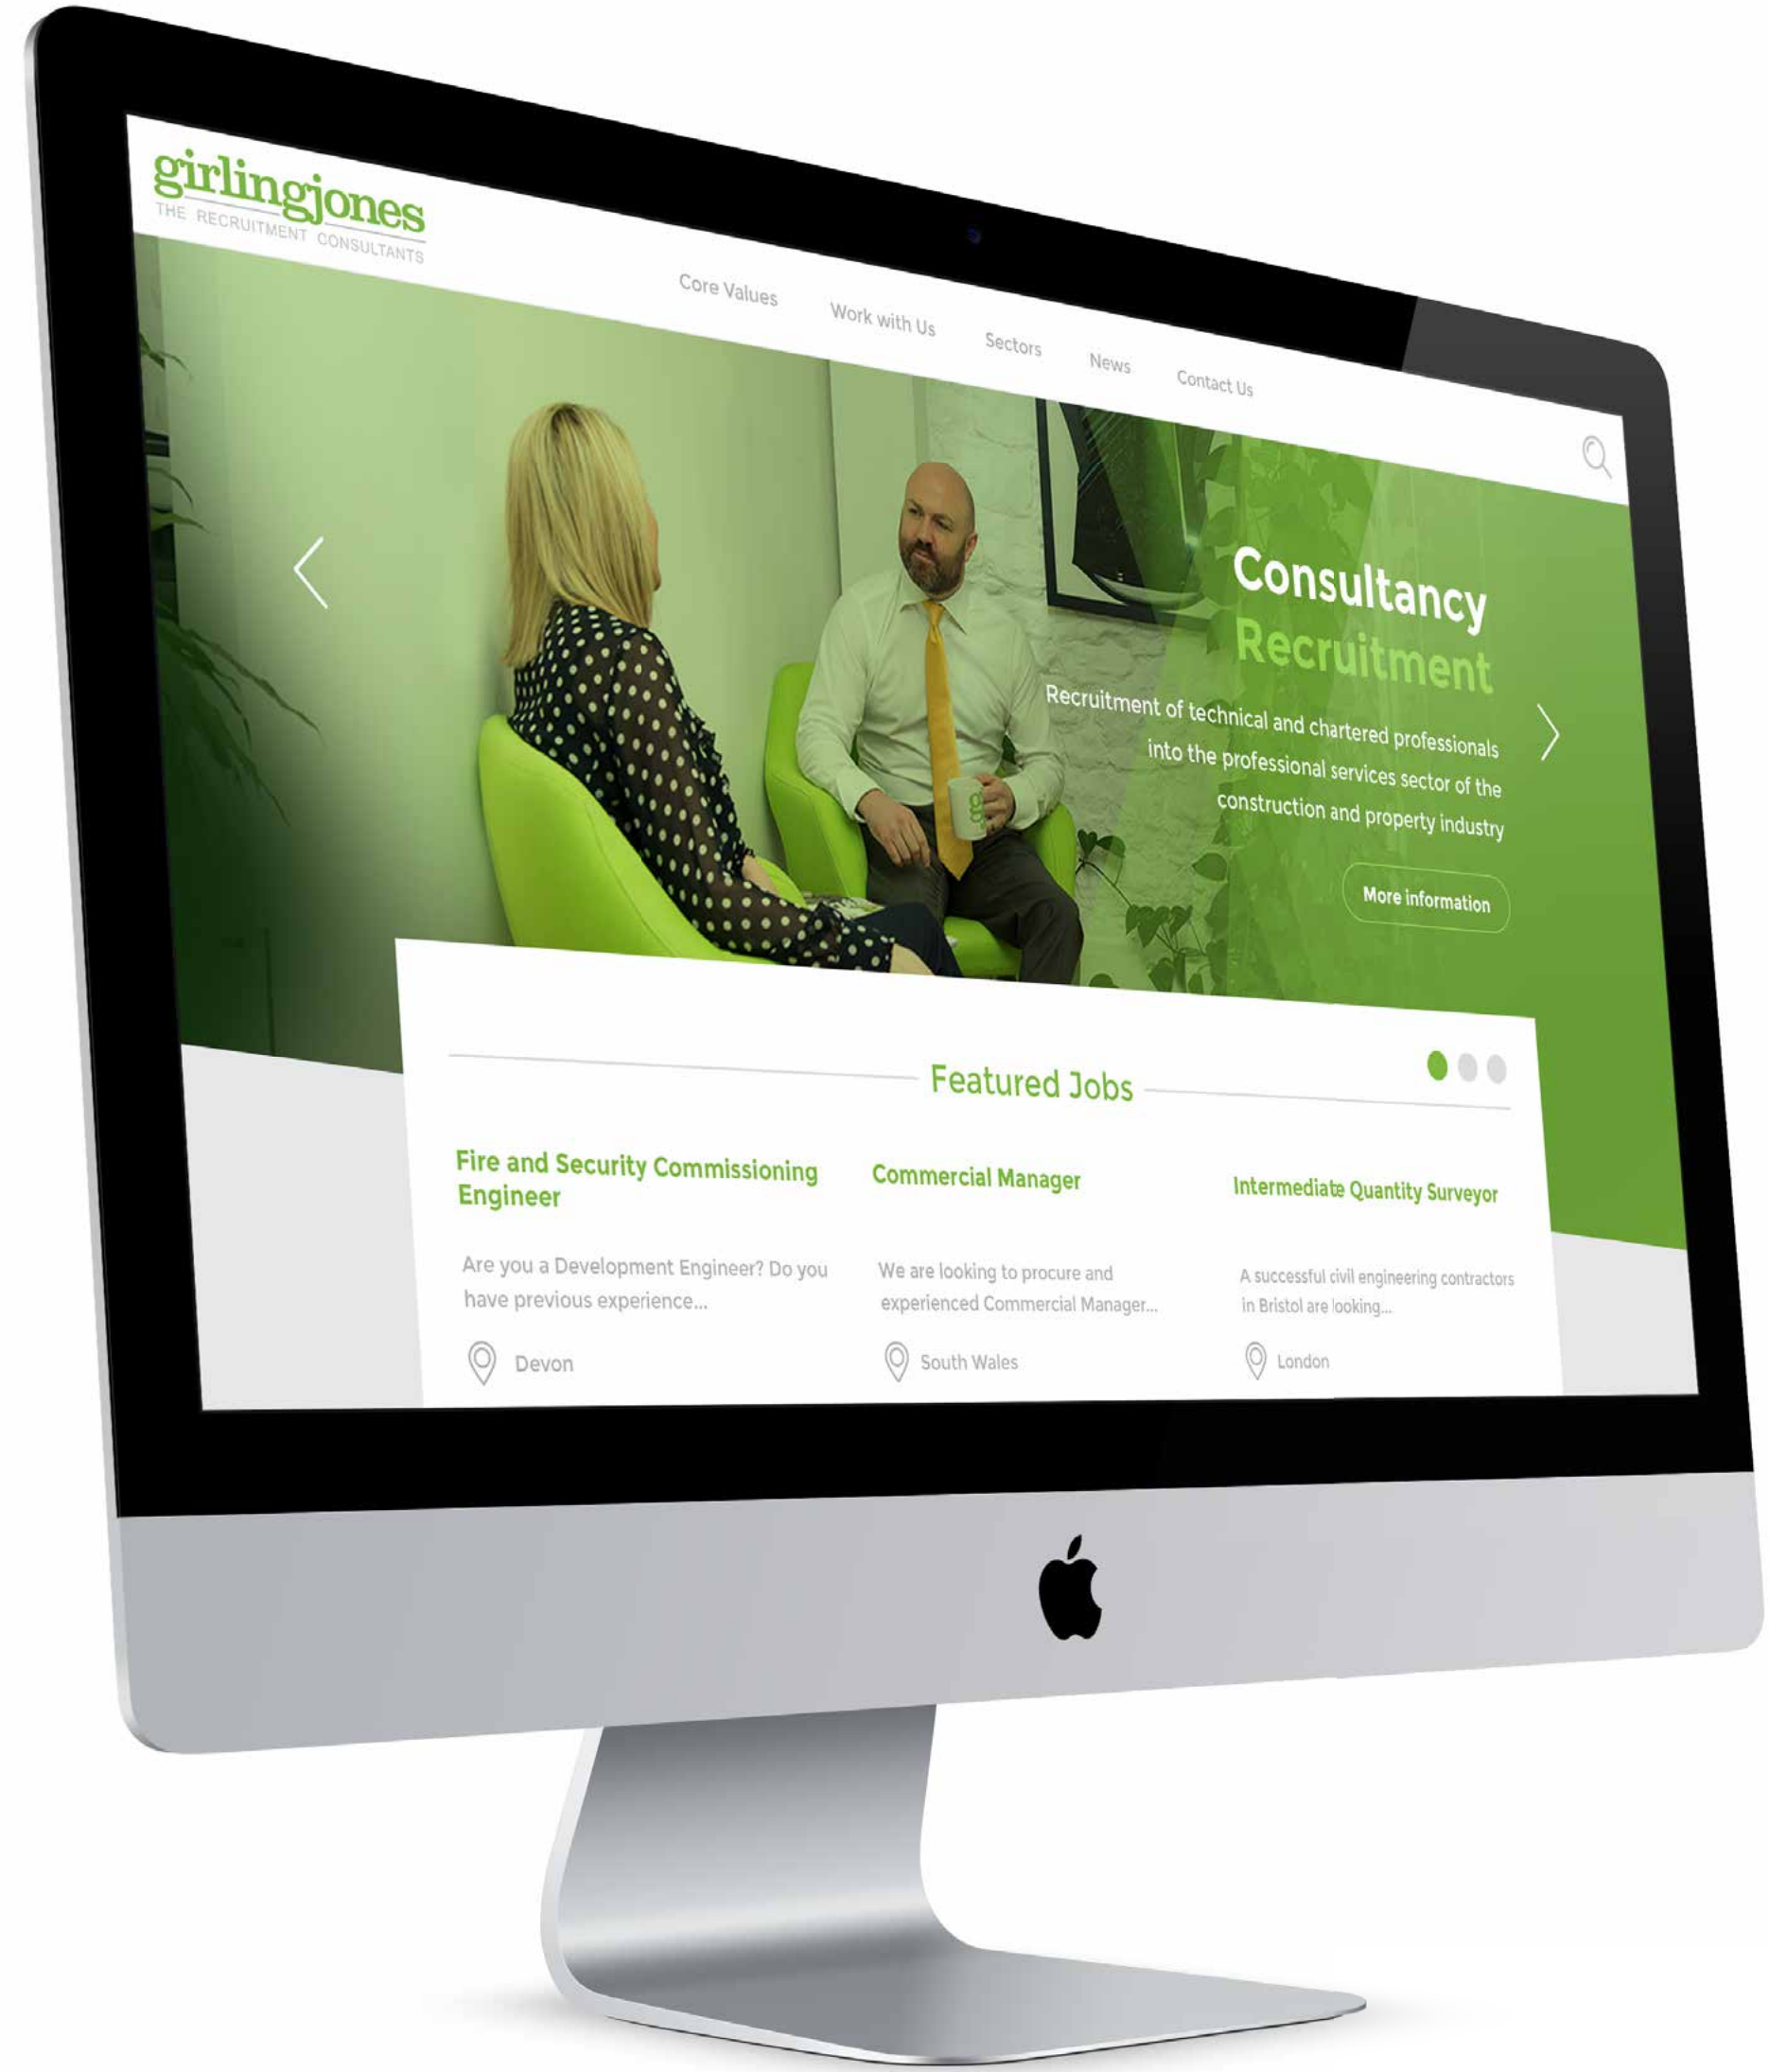 girlingjones
THE RECRUITMENT CONSULTANTS
Core Values
Work with Us
Sectors
News
Contact Us
Consultancy
Recruitment
Recruitment of technical and chartered professionals
into the professional services sector of the
construction and property industry
More information
Featured Jobs
Fire and Security Commissioning
Engineer
Are you a Development Engineer? Do you
have previous experience...
Devon
Commercial Manager
We are looking to procure and
experienced Commercial Manager...
South Wales
Intermediate Quantity Surveyor
A successful civil engineering contractors
in Bristol are looking...
London